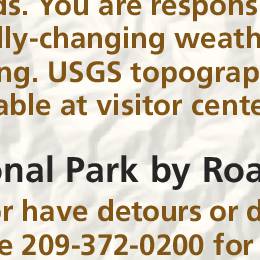 ds. You are respons
lly-changing weath
ng. USGS topograp
able at visitor cente
onal Park by Roa
or have detours or d
e 209-372-0200 for